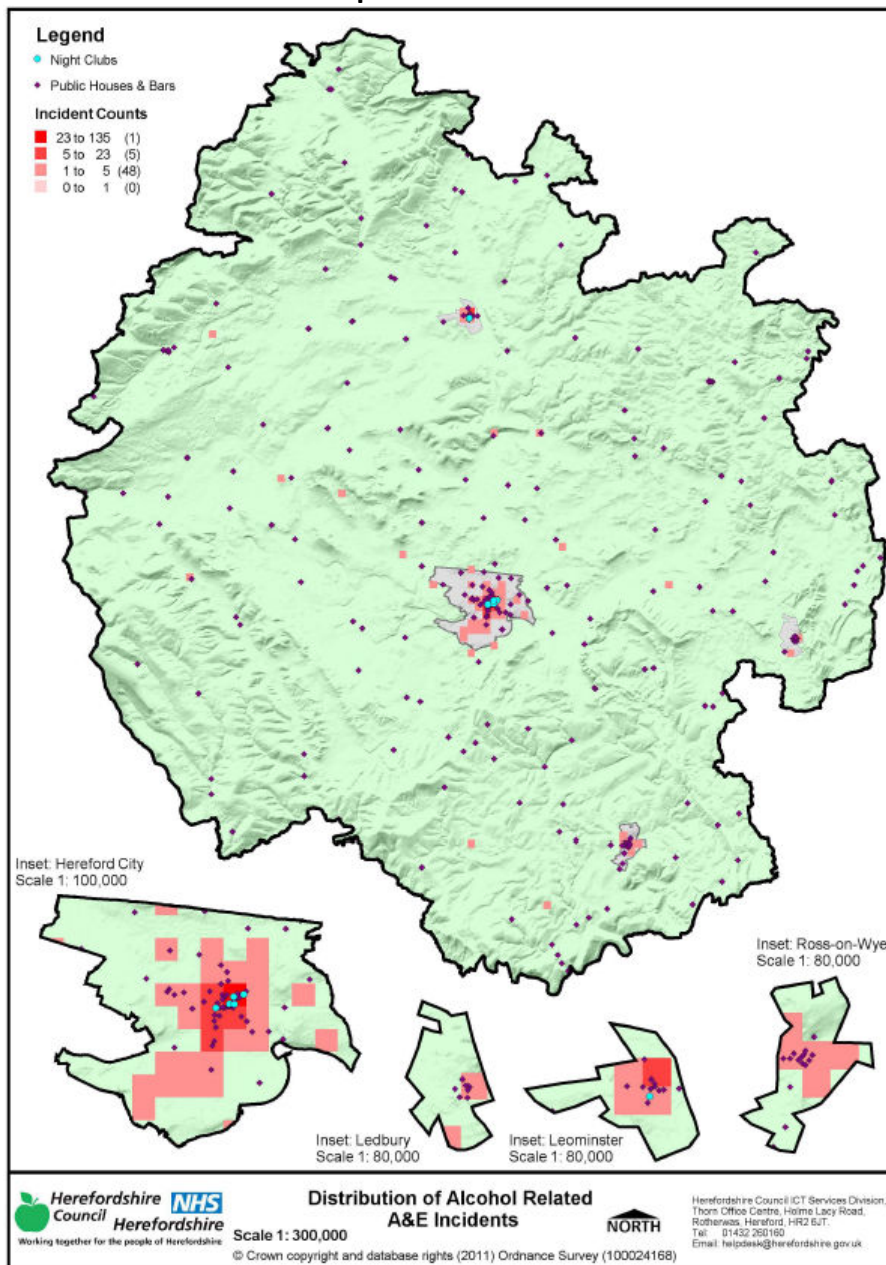 Legend
Night Clubs
Public Houses & Bars
Incident Counts
23 to 135 (1)
5 to 23 (5)
1 to 5 (48)
0 to 1 (0)
Inset: Hereford City
Scale 1: 100,000
Inset: Ross-on-Wye
Scale 1: 80,000
Inset: Ledbury
Scale 1: 80,000
Inset: Leominster
Scale 1: 80,000
Herefordshire
Council
NHS
Herefordshire
Working together for the people of Herefordshire
Distribution of Alcohol Related
A&E Incidents
Scale 1: 300,000
NORTH
© Crown copyright and database rights (2011) Ordnance Survey (100024168)
Herefordshire Council ICT Services Division,
Thorn Office Centre, Holme Lacy Road,
Rotherwas, Hereford, HR2 6JT.
Tel: 01432 260160
Email: helpdesk@herefordshire.gov.uk